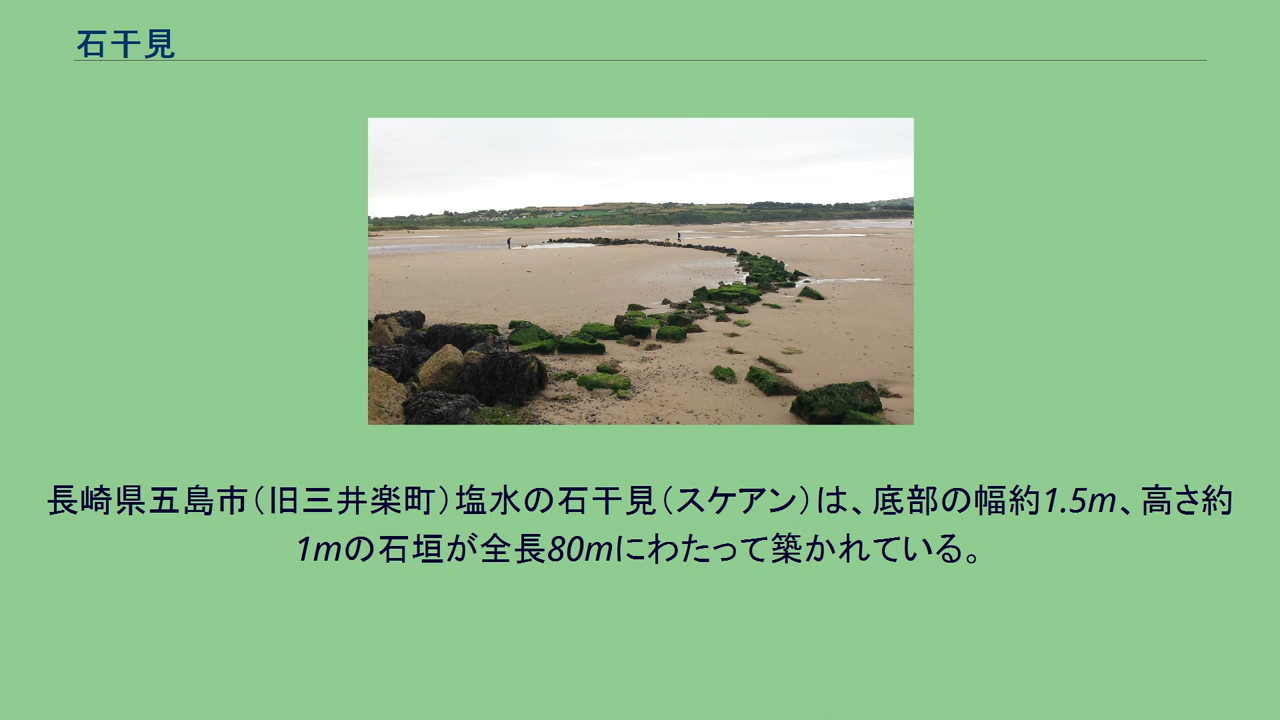 石干見
長崎県五島市（旧三井楽町）塩水の石干見（スケアン）は、底部の幅約1.5m、高さ約
1mの石垣が全長80mにわたって築かれている。